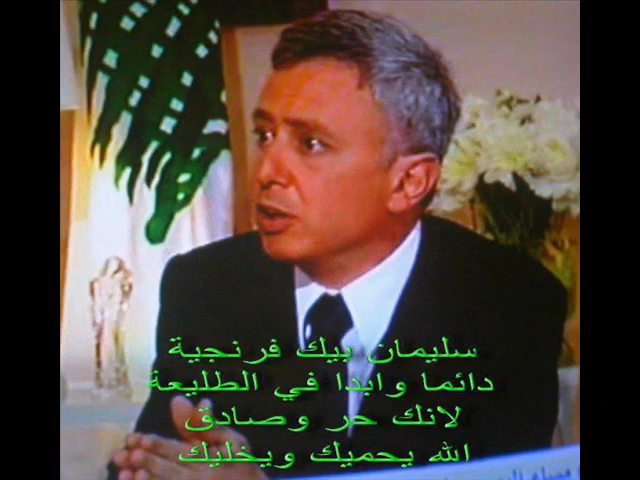 سليمان بيك فرنجية
دائما وابدا في الطليعة
لانك حر وصادق
الله يحميك ويخليك